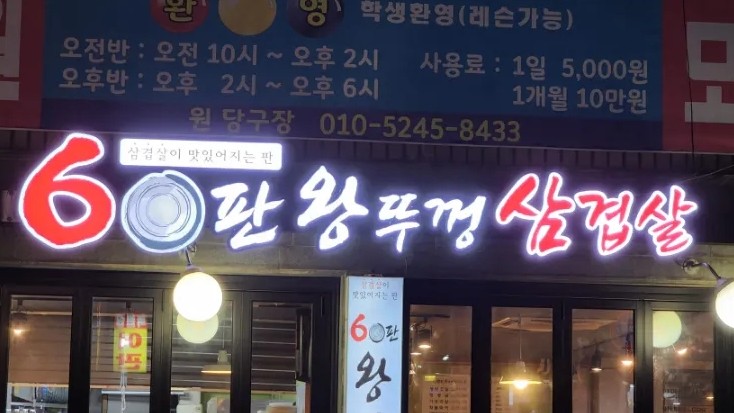 환영
학생환영(레슨가능)
오전반 : 오전 10시 ~ 오후 2시
오후반 : 오후 2시 ~ 오후 6시
사용료 : 1일 5,000원
1개월 10만원
원 당구장 010-5245-8433
삼겹살이 맛있어지는 판
60판 왕뚜껑 삼겹살
삼겹살이
맛있어지는 판
60판
왕